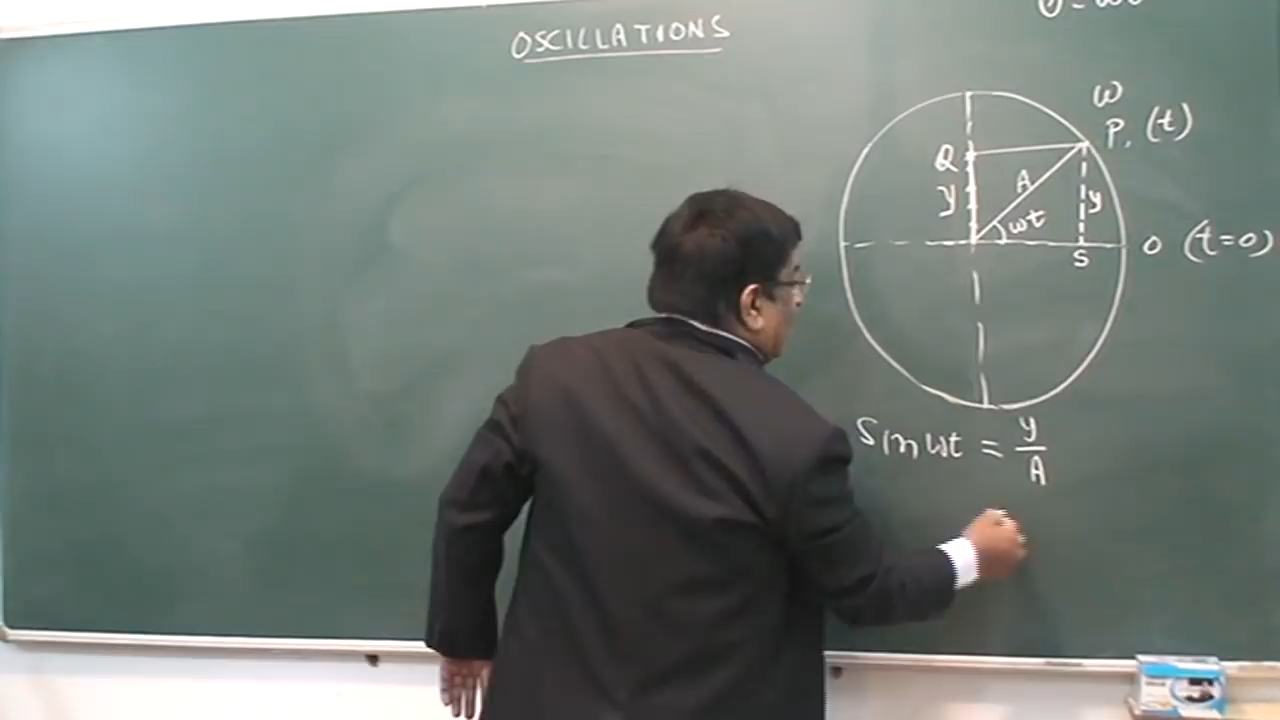 OSCILLATIONS
ω
P, (t)
Q
A
y
y
ωt
O (t=0)
S
Sin ωt = y/A